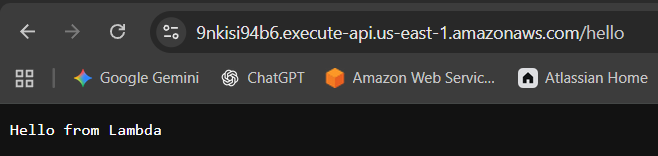 9nkisi94b6.execute-api.us-east-1.amazonaws.com/hello
Google Gemini ChatGPT Amazon Web Servic... Atlassian Home
Hello from Lambda